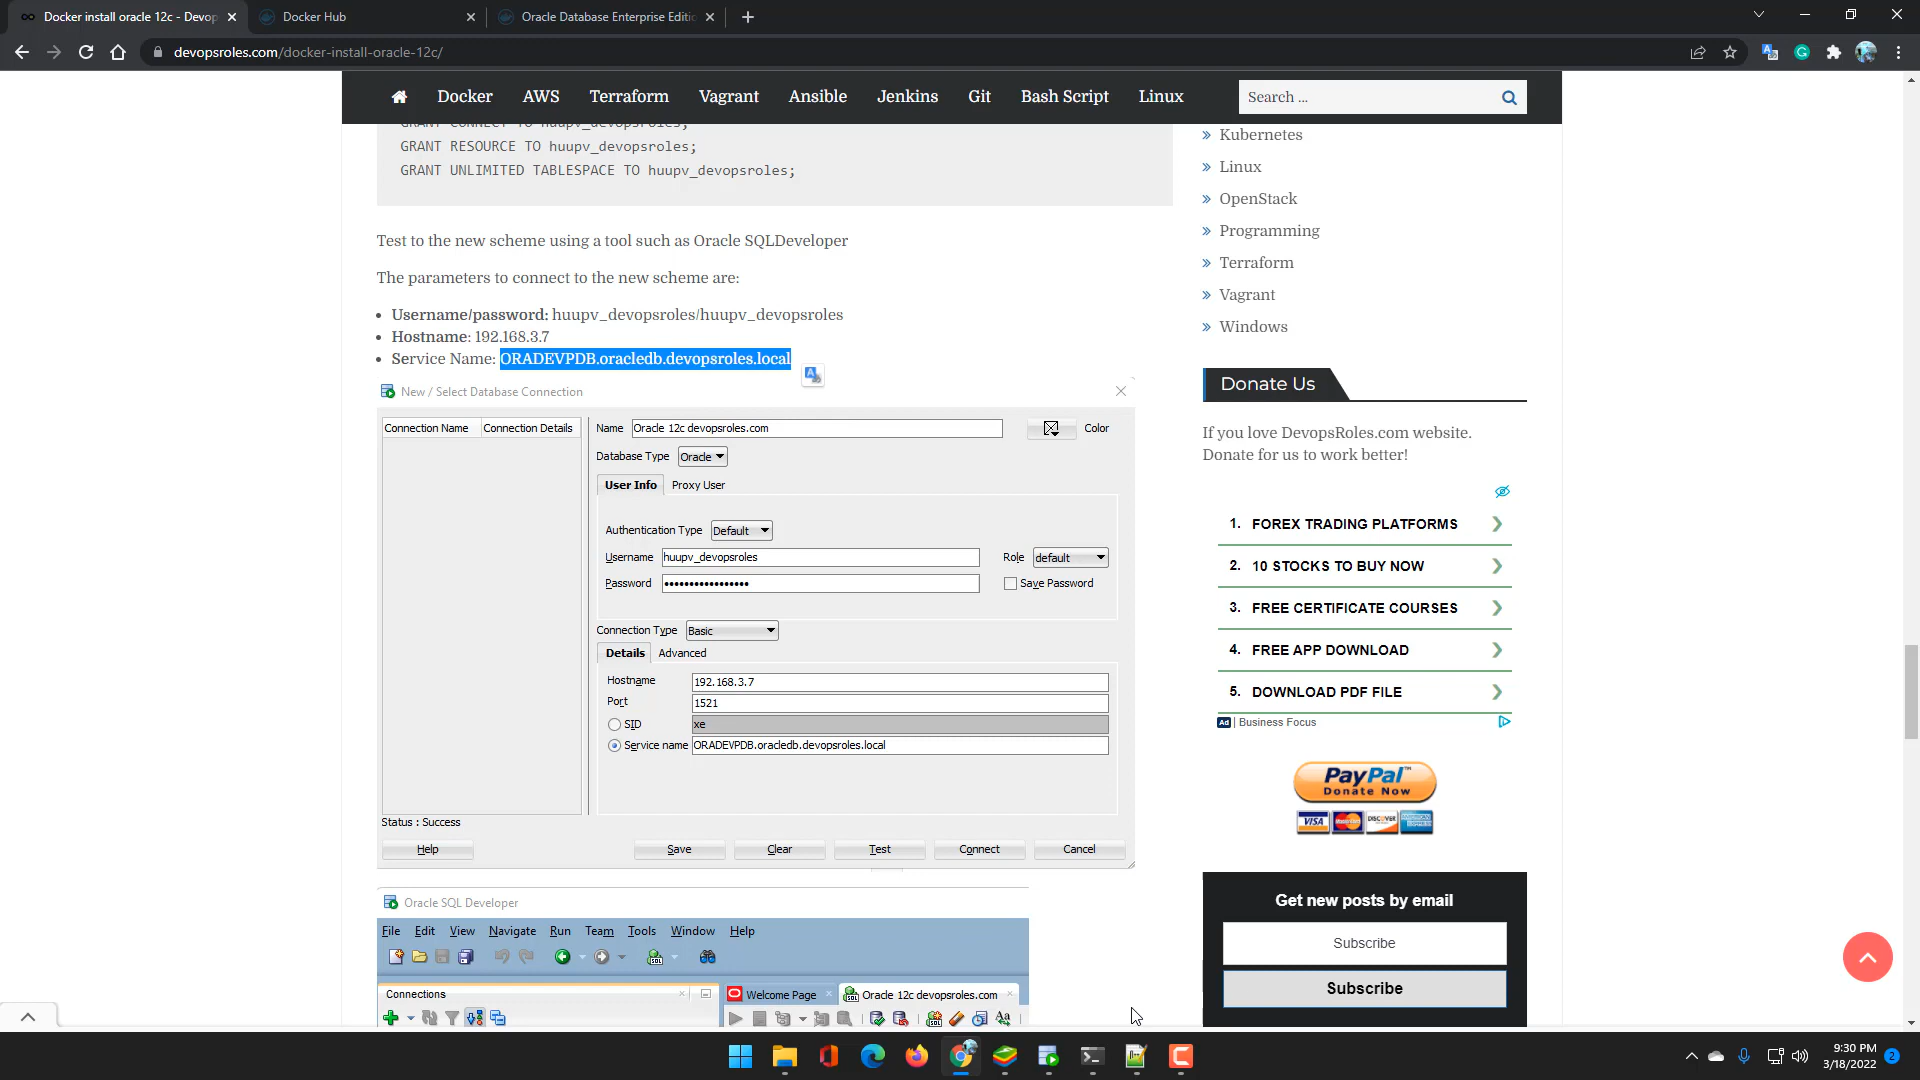 Docker install oracle 12c - Devop
Docker Hub
Oracle Database Enterprise Editi
devopsroles.com/docker-install-oracle-12c/
Docker
AWS
Terraform
Vagrant
Ansible
Jenkins
Git
Bash Script
Linux
Search ...
GRANT CONNECT TO huupv_devopsroles;
GRANT RESOURCE TO huupv_devopsroles;
GRANT UNLIMITED TABLESPACE TO huupv_devopsroles;
Test to the new scheme using a tool such as Oracle SQLDeveloper
The parameters to connect to the new scheme are:
Username/password: huupv_devopsroles/huupv_devopsroles
Hostname: 192.168.3.7
Service Name: ORADEVPDB.oracledb.devopsroles.local
New / Select Database Connection
Connection Name
Connection Details
Name
Oracle 12c devopsroles.com
Color
Database Type
Oracle
User Info
Proxy User
Authentication Type
Default
Username
huupv_devopsroles
Role
default
Password
•••••••••••••••••
Save Password
Connection Type
Basic
Details
Advanced
Hostname
192.168.3.7
Port
1521
SID
xe
Service name
ORADEVPDB.oracledb.devopsroles.local
Status : Success
Help
Save
Clear
Test
Connect
Cancel
Oracle SQL Developer
File
Edit
View
Navigate
Run
Team
Tools
Window
Help
Connections
Welcome Page
Oracle 12c devopsroles.com
Kubernetes
Linux
OpenStack
Programming
Terraform
Vagrant
Windows
Donate Us
If you love DevopsRoles.com website.
Donate for us to work better!
1. FOREX TRADING PLATFORMS
2. 10 STOCKS TO BUY NOW
3. FREE CERTIFICATE COURSES
4. FREE APP DOWNLOAD
5. DOWNLOAD PDF FILE
Ad | Business Focus
PayPal™
Donate Now
VISA
MasterCard
DISCOVER
Get new posts by email
Subscribe
Subscribe
9:30 PM
3/18/2022
2